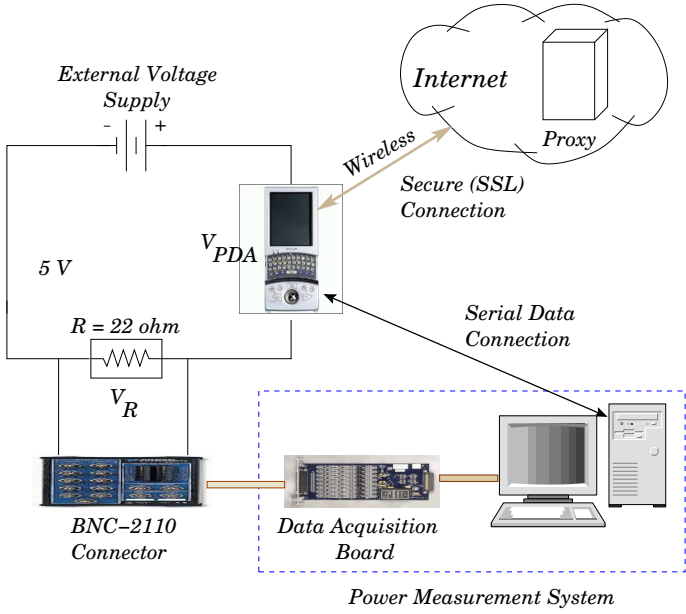 External Voltage
Supply
- +
Internet
Proxy
Wireless
Secure (SSL)
Connection
V PDA
5 V
R = 22 ohm
V R
Serial Data
Connection
BNC−2110
Connector
Data Acquisition
Board
Power Measurement System